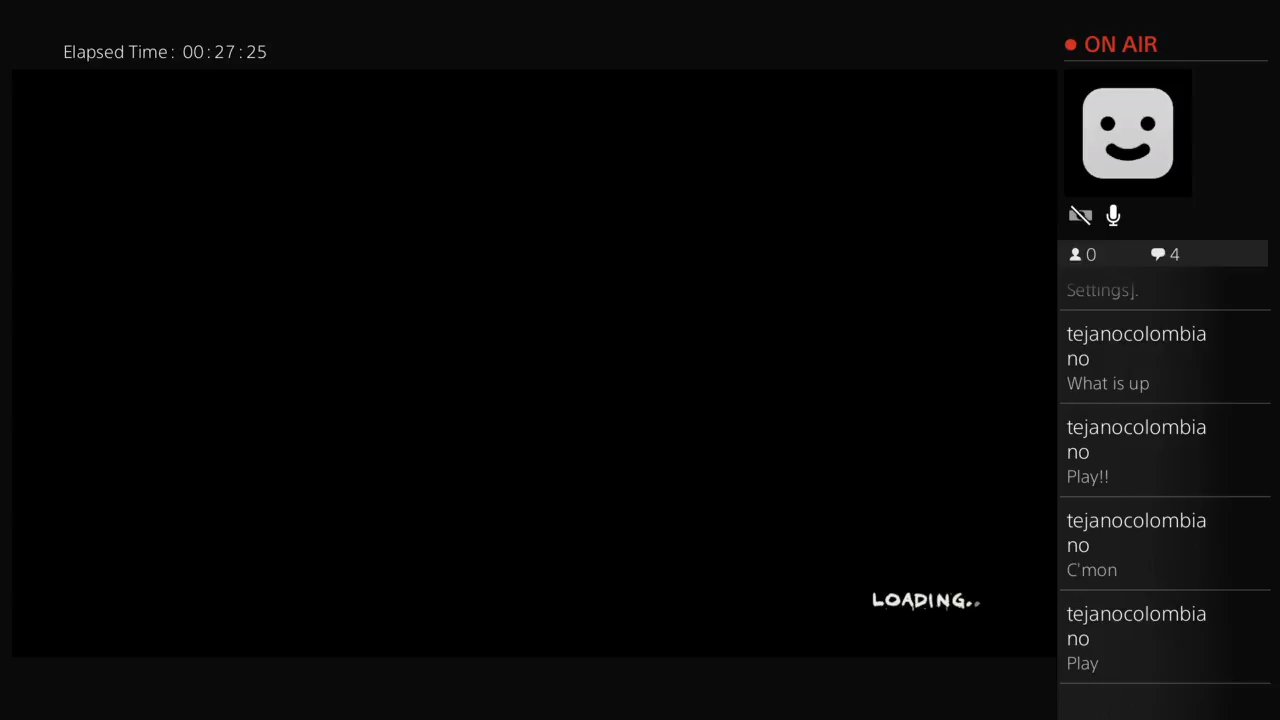 Elapsed Time: 00:27:25
ON AIR
0 4
Settings].
tejanocolombia
no
What is up
tejanocolombia
no
Play!!
tejanocolombia
no
C'mon
tejanocolombia
no
Play
LOADING..